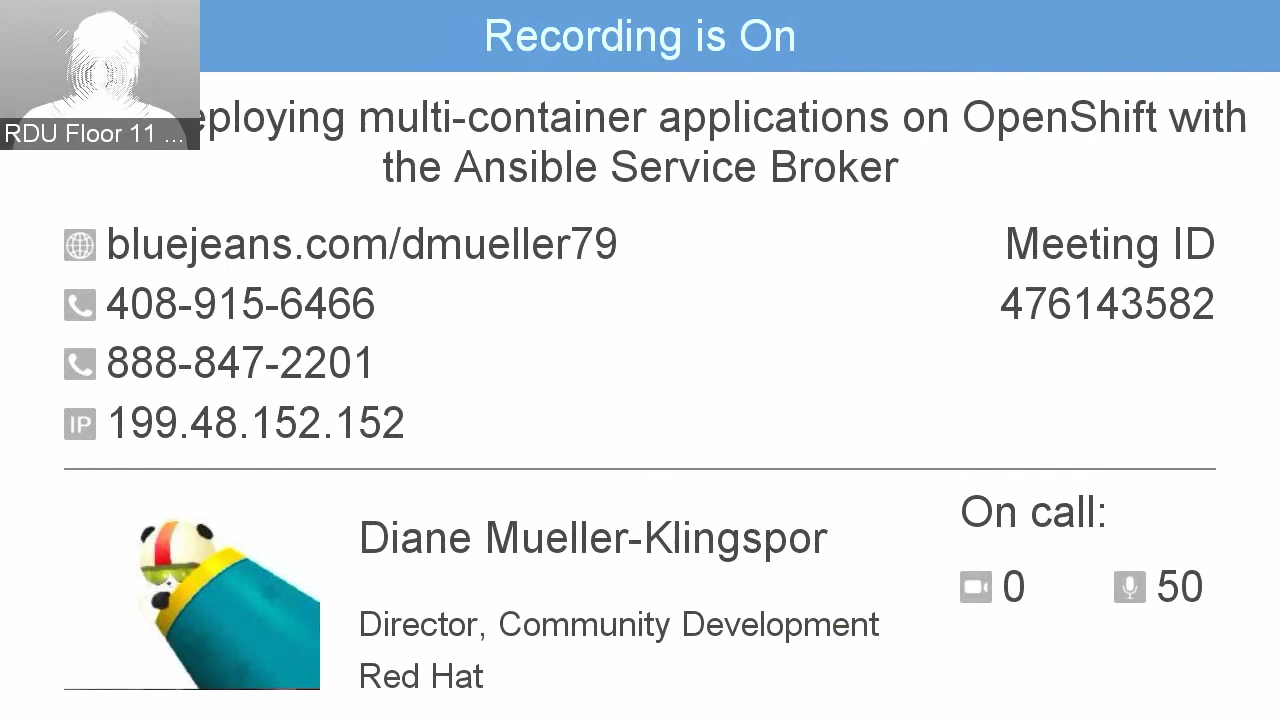 Recording is On
RDU Floor 11 ...
eploying multi-container applications on OpenShift with
the Ansible Service Broker
bluejeans.com/dmueller79
Meeting ID
408-915-6466
476143582
888-847-2201
IP 199.48.152.152
On call:
Diane Mueller-Klingspor
0
50
Director, Community Development
Red Hat